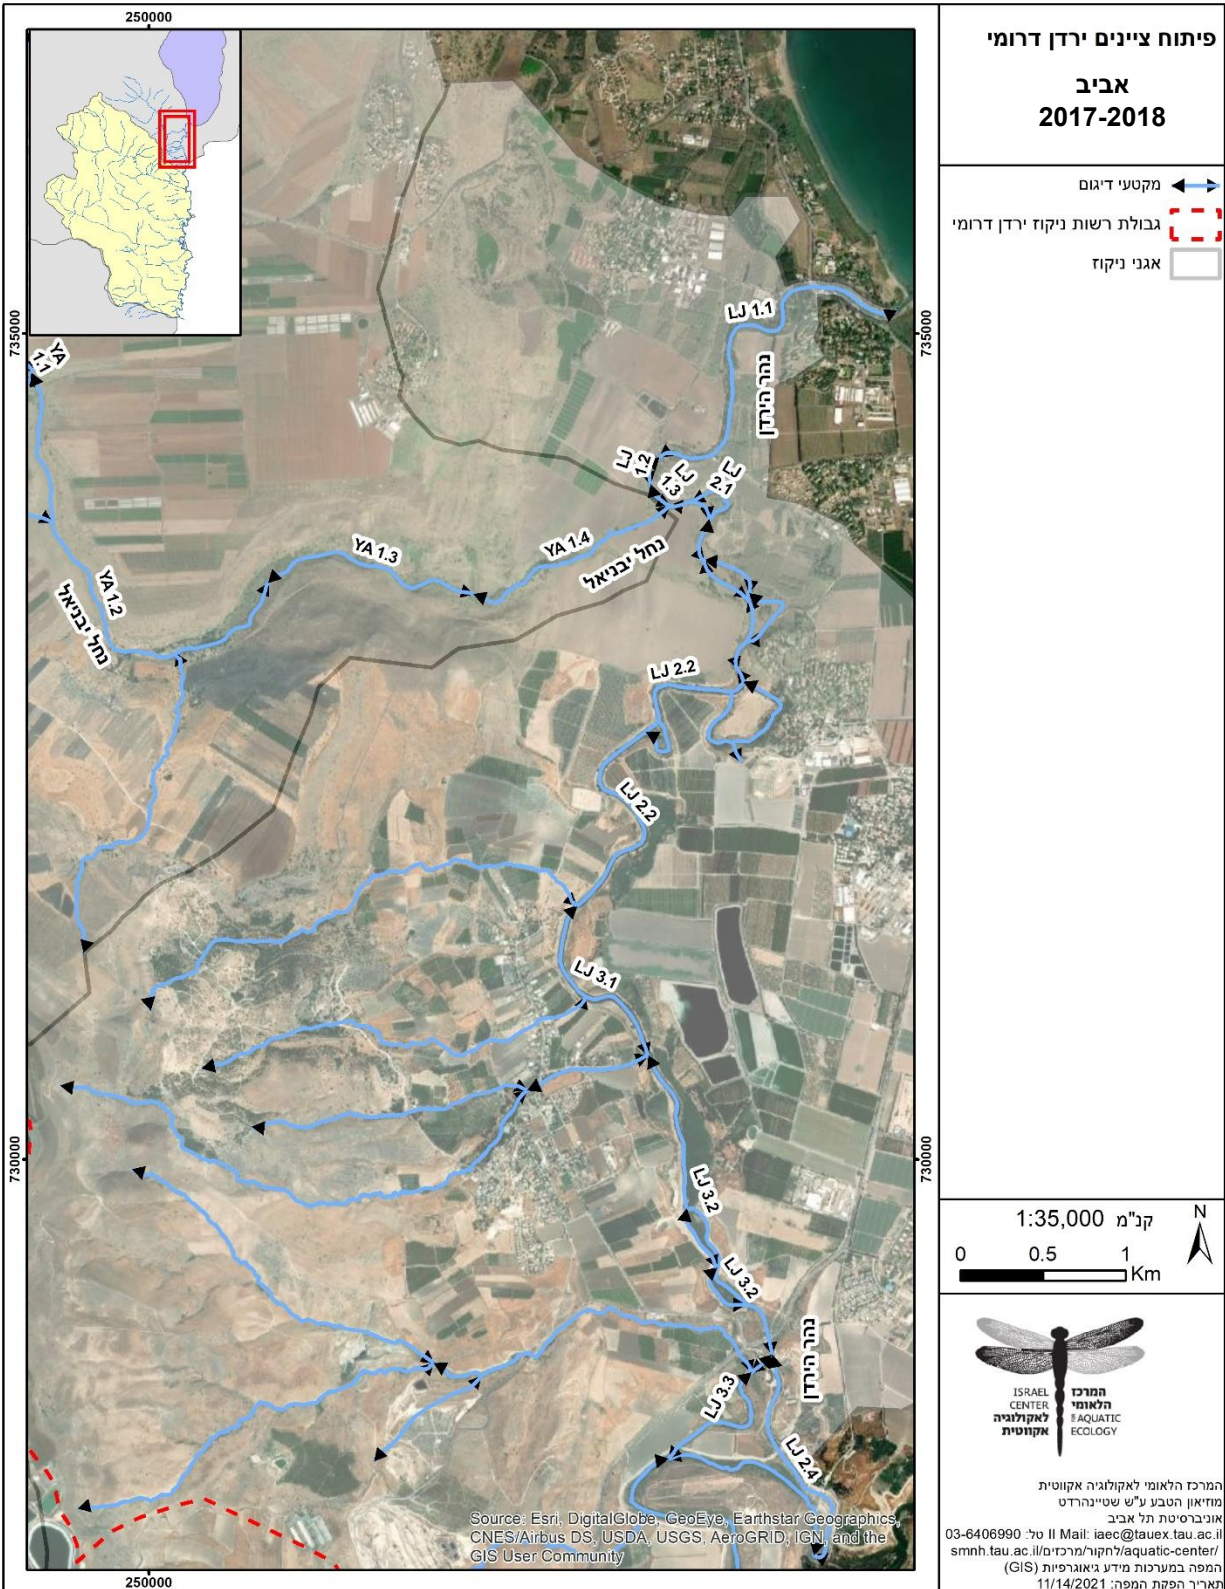 פיתוח ציינים ירדן דרומי
אביב
2017-2018
מקטעי דיגום
גבולת רשות ניקוז ירדן דרומי
אגני ניקוז
250000
735000
735000
730000
730000
250000
YA
1.1
YA 1.2
נחל יבניאל
YA 1.3
YA 1.4
נחל יבניאל
LJ 1.1
נהר הירדן
LJ
1.2
LJ
1.3
LJ
2.1
LJ 2.2
LJ 2.2
LJ 3.1
LJ 3.2
LJ 3.2
נהר הירדן
LJ 3.3
LJ 2.4
Source: Esri, DigitalGlobe, GeoEye, Earthstar Geographics,
CNES/Airbus DS, USDA, USGS, AeroGRID, IGN, and the
GIS User Community
קנ"מ 1:35,000
N
0 0.5 1
Km
ISRAEL
CENTER
לאקולוגיה
אקווטית
המרכז
הלאומי
AQUATIC
ECOLOGY
המרכז הלאומי לאקולוגיה אקווטית
מוזיאון הטבע ע"ש שטיינהרדט
אוניברסיטת תל אביב
03-6406990 :טל II Mail: iaec@tauex.tau.ac.il
smnh.tau.ac.il/לחקור/מרכזים/aquatic-center/
המפה במערכות מידע גיאוגרפיות (GIS)
תאריך הפקת המפה: 11/14/2021